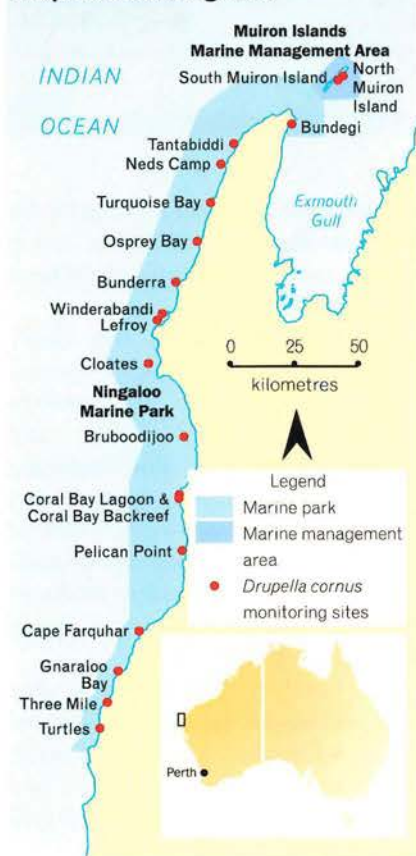 Muiron Islands
Marine Management Area
INDIAN
OCEAN
South Muiron Island
North
Muiron
Island
Bundegi
Tantabiddi
Neds Camp
Turquoise Bay
Exmouth
Gulf
Osprey Bay
Bunderra
Winderabandi
Lefroy
Cloates
0 25 50
kilometres
Ningaloo
Marine Park
Bruboodijoo
Coral Bay Lagoon &
Coral Bay Backreef
Pelican Point
Legend
Marine park
Marine management
area
Drupella cornus
monitoring sites
Cape Farquhar
Gnaraloo
Bay
Three Mile
Turtles
Perth